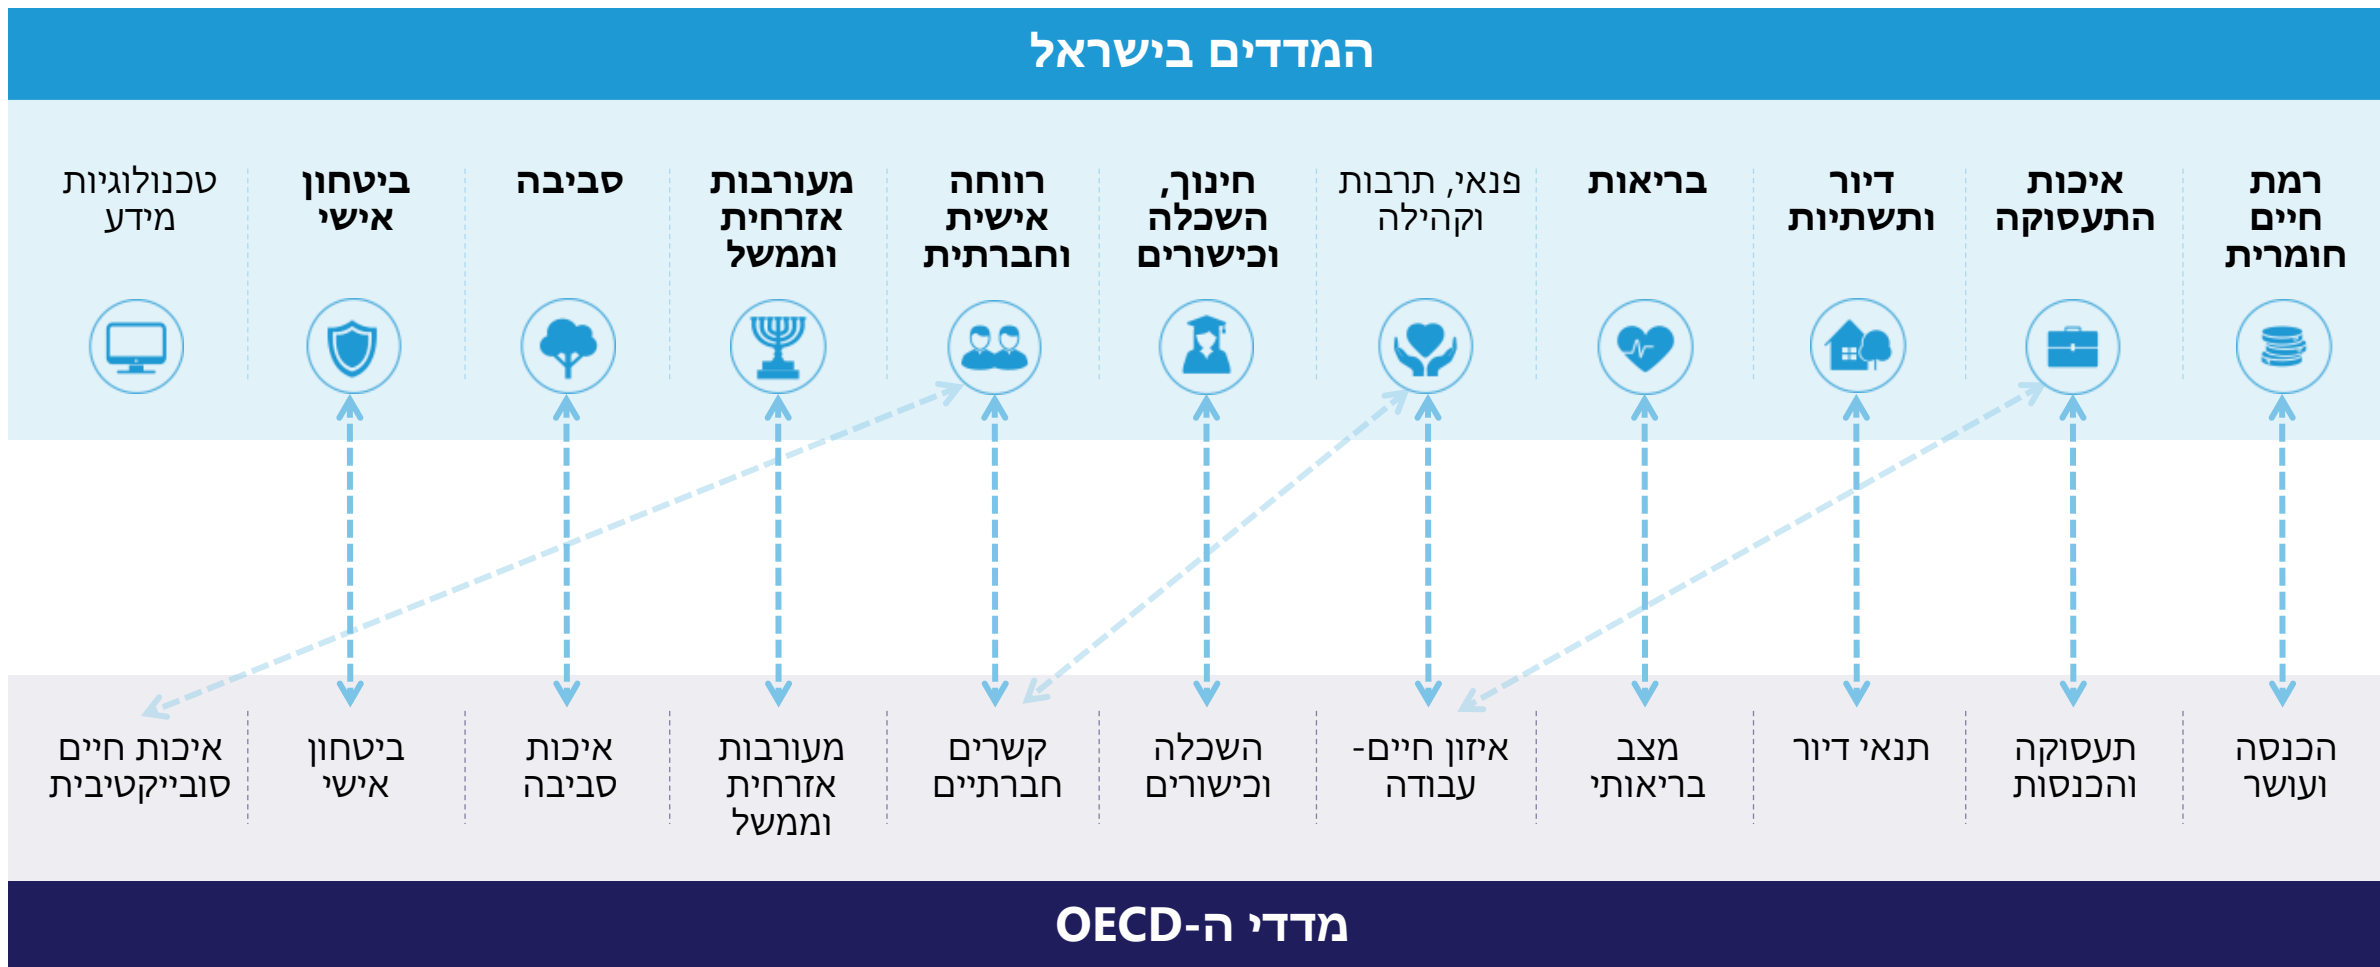 המדדים בישראל
רמת
חיים
חומרית
איכות
התעסוקה
דיור
ותשתיות
בריאות
פנאי, תרבות
וקהילה
חינוך,
השכלה
וכישורים
רווחה
אישית
וחברתית
מעורבות
אזרחית
וממשל
סביבה
ביטחון
אישי
טכנולוגיות
מידע
הכנסה
ועושר
תעסוקה
והכנסות
תנאי דיור
מצב
בריאותי
איזון חיים-
עבודה
השכלה
וכישורים
קשרים
חברתיים
מעורבות
אזרחית
וממשל
איכות
סביבה
ביטחון
אישי
איכות חיים
סובייקטיבית
מדדי ה-OECD